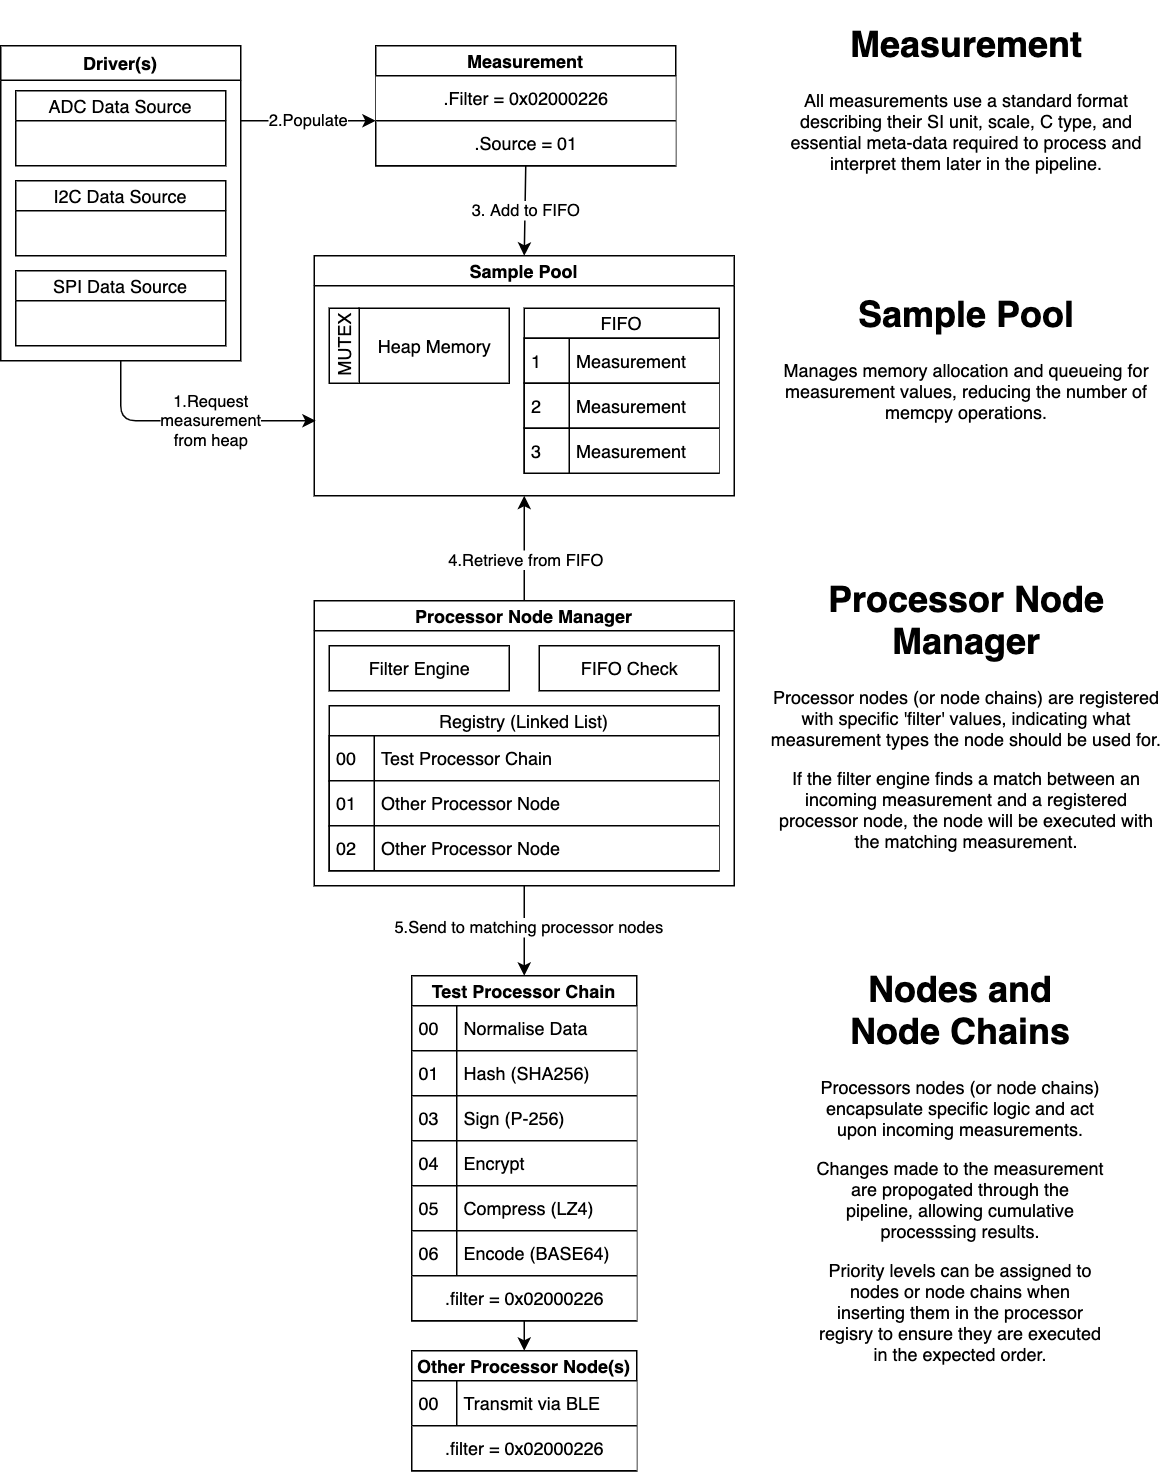 Driver(s)
ADC Data Source
I2C Data Source
SPI Data Source
2.Populate
Measurement
.Filter = 0x02000226
.Source = 01
3. Add to FIFO
1.Request
measurement
from heap
Sample Pool
MUTEX
Heap Memory
FIFO
1 Measurement
2 Measurement
3 Measurement
4.Retrieve from FIFO
Processor Node Manager
Filter Engine
FIFO Check
Registry (Linked List)
00 Test Processor Chain
01 Other Processor Node
02 Other Processor Node
5.Send to matching processor nodes
Test Processor Chain
00 Normalise Data
01 Hash (SHA256)
03 Sign (P-256)
04 Encrypt
05 Compress (LZ4)
06 Encode (BASE64)
.filter = 0x02000226
Other Processor Node(s)
00 Transmit via BLE
.filter = 0x02000226
Measurement
All measurements use a standard format
describing their SI unit, scale, C type, and
essential meta-data required to process and
interpret them later in the pipeline.
Sample Pool
Manages memory allocation and queueing for
measurement values, reducing the number of
memcpy operations.
Processor Node
Manager
Processor nodes (or node chains) are registered
with specific 'filter' values, indicating what
measurement types the node should be used for.
If the filter engine finds a match between an
incoming measurement and a registered
processor node, the node will be executed with
the matching measurement.
Nodes and
Node Chains
Processors nodes (or node chains)
encapsulate specific logic and act
upon incoming measurements.
Changes made to the measurement
are propogated through the
pipeline, allowing cumulative
processsing results.
Priority levels can be assigned to
nodes or node chains when
inserting them in the processor
regisry to ensure they are executed
in the expected order.